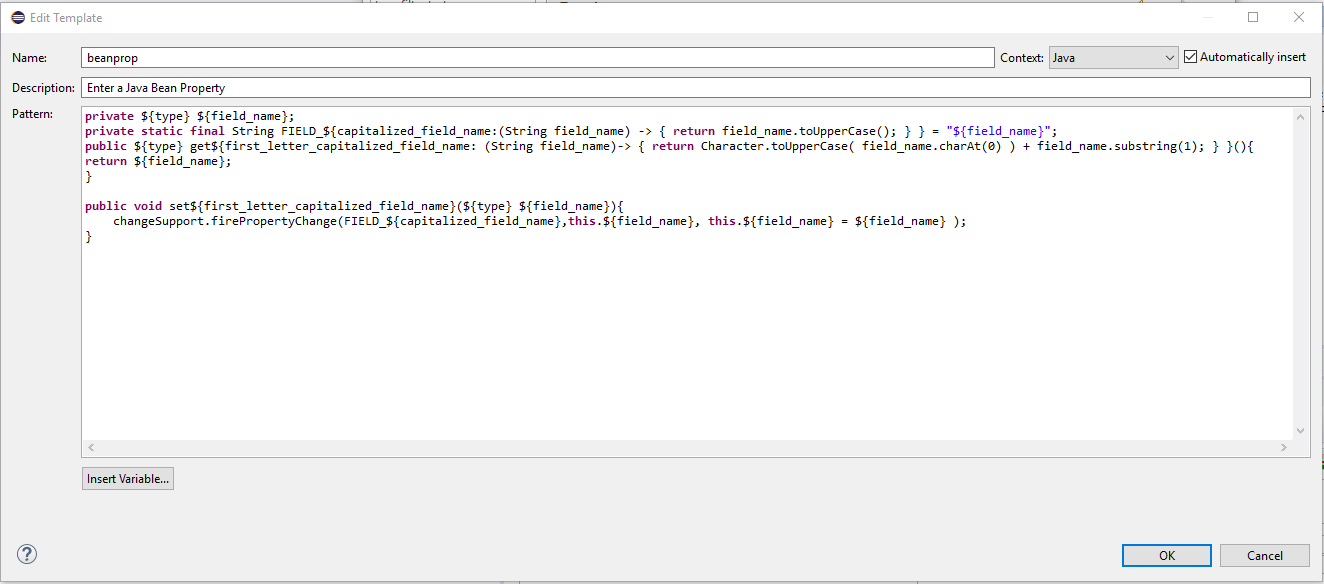 Edit Template
Name: beanprop Context: Java Automatically insert
Description: Enter a Java Bean Property
Pattern:
private ${type} ${field_name};
private static final String FIELD_${capitalized_field_name:(String field_name) -> { return field_name.toUpperCase(); } } = "${field_name}";
public ${type} get${first_letter_capitalized_field_name: (String field_name)-> { return Character.toUpperCase( field_name.charAt(0) ) + field_name.substring(1); } }(){
return ${field_name};
}
public void set${first_letter_capitalized_field_name}(${type} ${field_name}){
    changeSupport.firePropertyChange(FIELD_${capitalized_field_name},this.${field_name}, this.${field_name} = ${field_name} );
}
Insert Variable...
?
OK Cancel